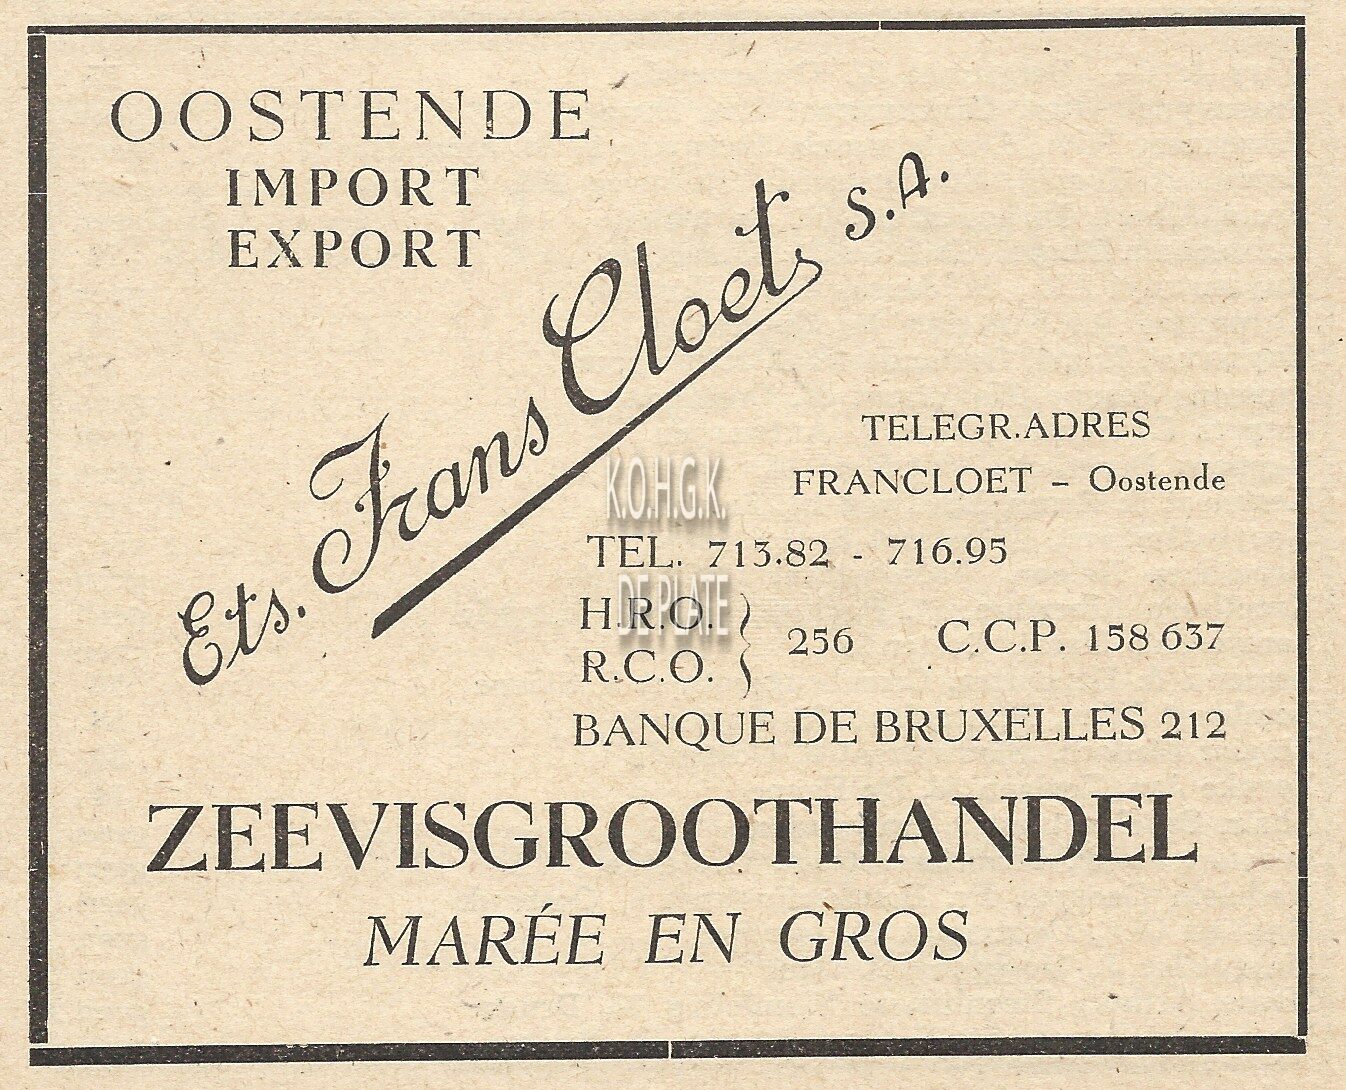 OOSTENDE
IMPORT
EXPORT
Ets. Frans Cloet, S.A.
TELEGR.ADRES
FRANCLOET – Oostende
K.O.H.G.K.
TEL. 713.82 - 716.95
DE PLATE
H.R.O.
R.C.O. } 256 C.C.P. 158 637
BANQUE DE BRUXELLES 212
ZEEVISGROOTHANDEL
MARÉE EN GROS